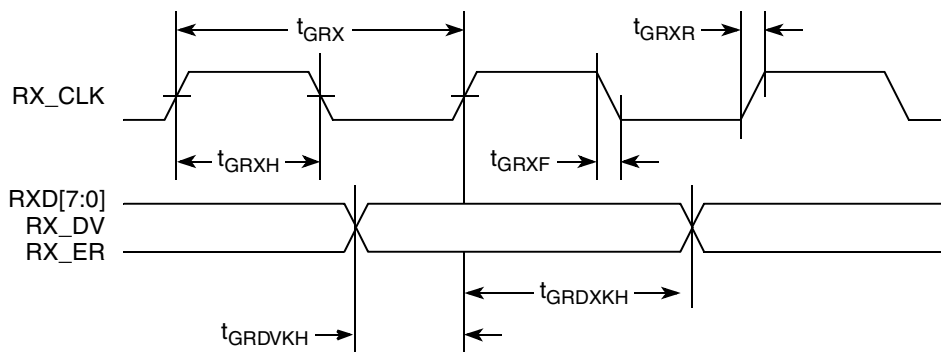 tGRX
tGRXR
RX_CLK
tGRXH
tGRXF
RXD[7:0]
RX_DV
RX_ER
tGRDXKH
tGRDVKH